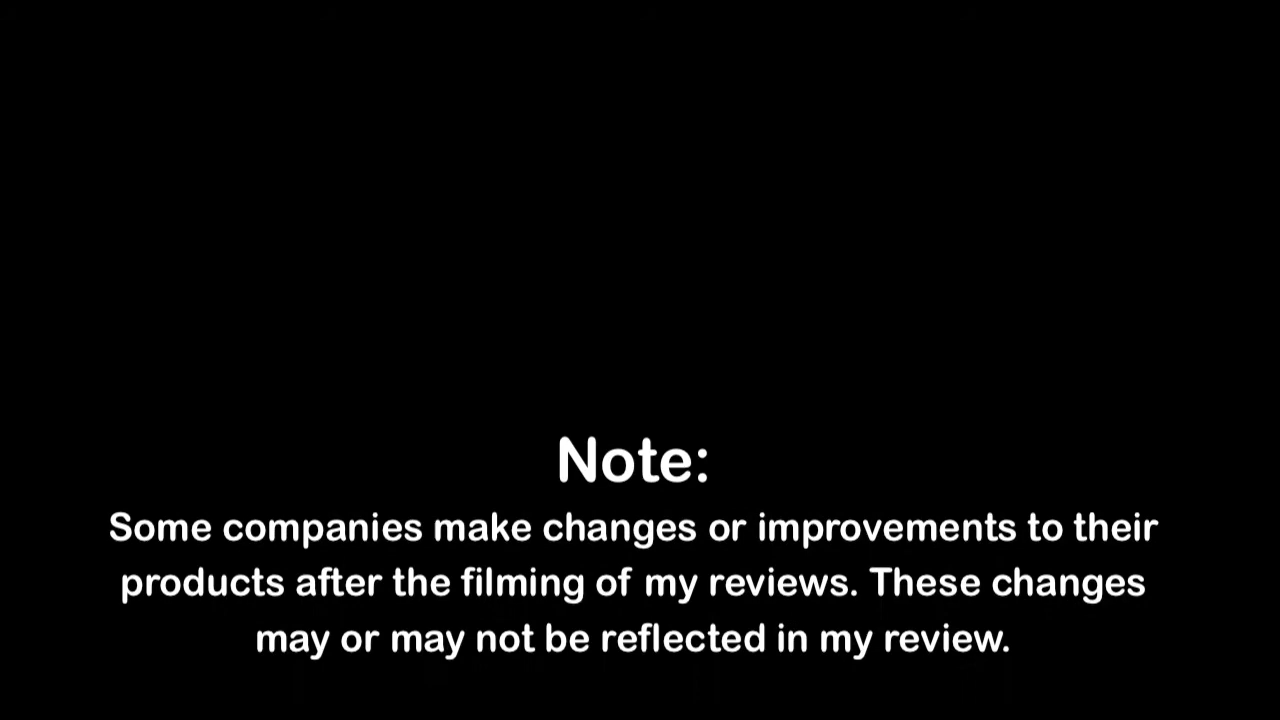 Note:
Some companies make changes or improvements to their
products after the filming of my reviews. These changes
may or may not be reflected in my review.